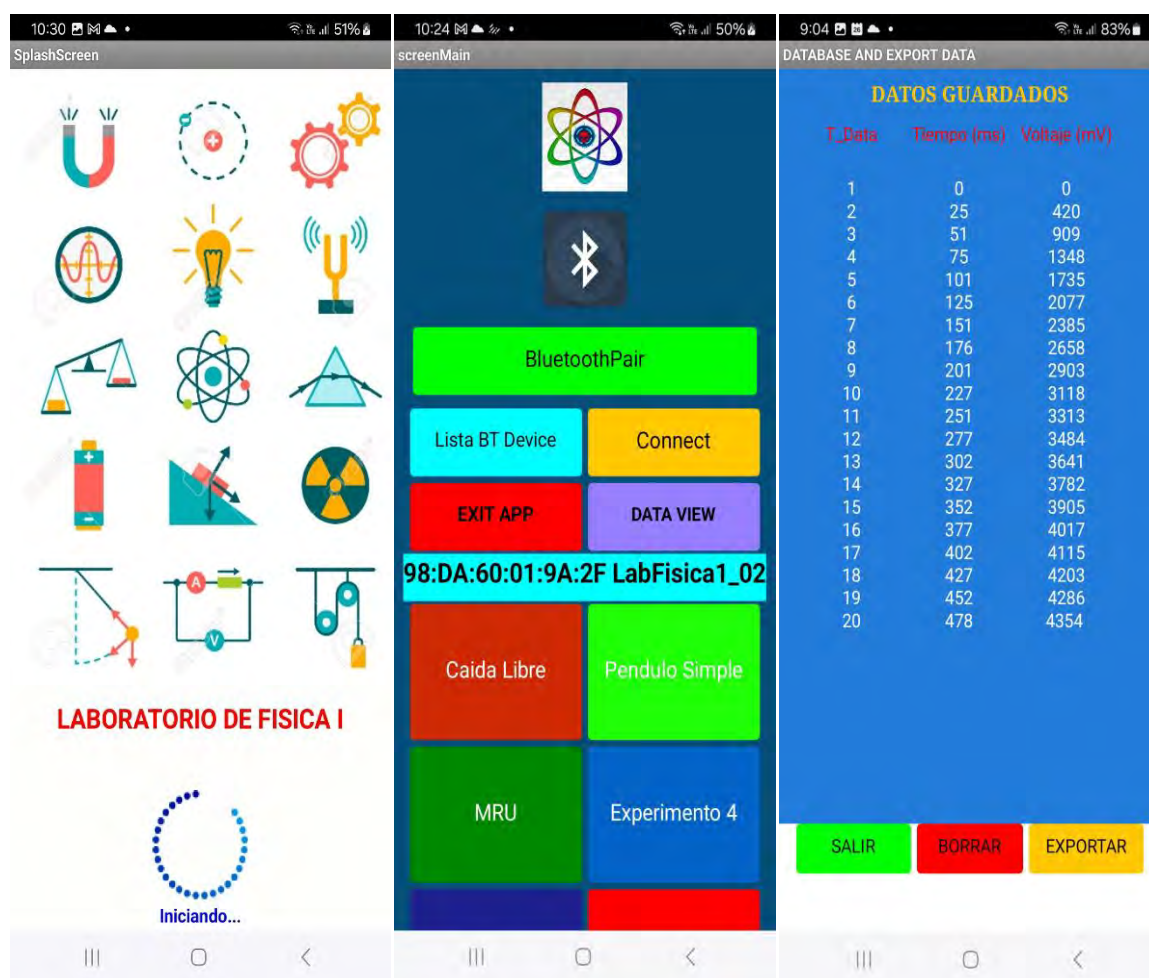 10:30 51%
SplashScreen
+
+
-
A
V
LABORATORIO DE FISICA I
Iniciando...
10:24 50%
screenMain
BluetoothPair
Lista BT Device Connect
EXIT APP DATA VIEW
98:DA:60:01:9A:2F LabFisica1_02
Caida Libre Pendulo Simple
MRU Experimento 4
9:04 83%
DATABASE AND EXPORT DATA
DATOS GUARDADOS
T_Data Tiempo (ms) Voltaje (mV)
1 0 0
2 25 420
3 51 909
4 75 1348
5 101 1735
6 125 2077
7 151 2385
8 176 2658
9 201 2903
10 227 3118
11 251 3313
12 277 3484
13 302 3641
14 327 3782
15 352 3905
16 377 4017
17 402 4115
18 427 4203
19 452 4286
20 478 4354
SALIR BORRAR EXPORTAR